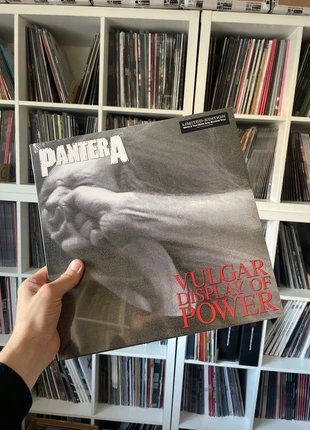 PANTERA
LIMITED-EDITION
VULGAR
DISPLAY OF
POWER